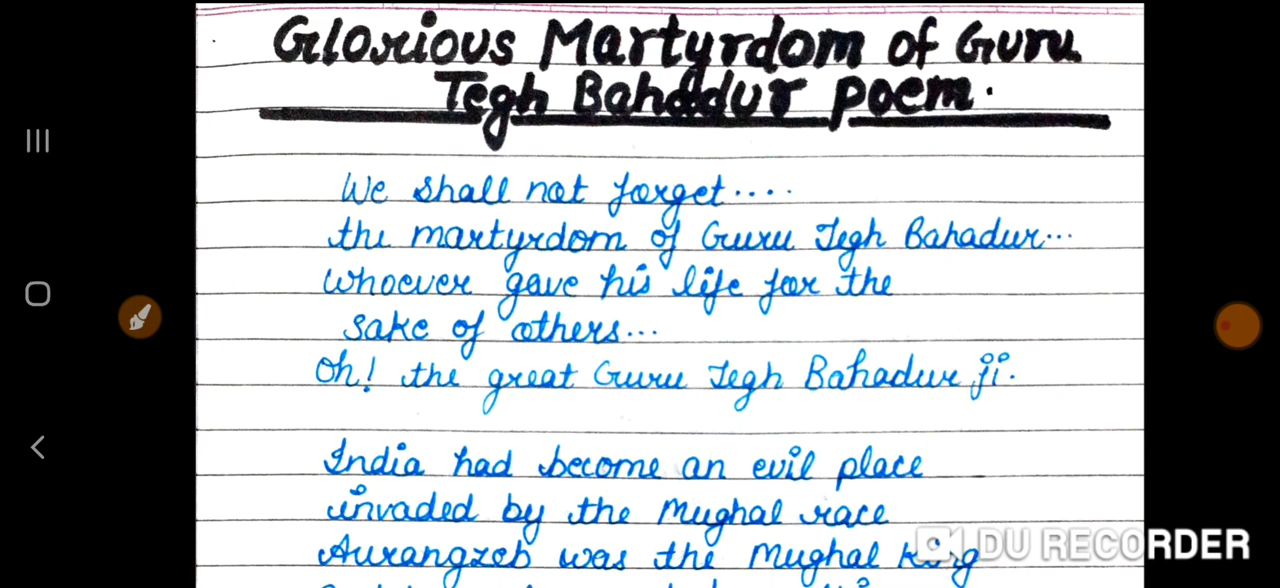 Glorious Martyrdom of Guru
Tegh Bahadur poem.
We shall not forget....
the martyrdom of Guru Tegh Bahadur...
whoever gave his life for the
sake of others...
Oh! the great Guru Tegh Bahadur ji.
India had become an evil place
invaded by the Mughal race
Aurangzeb was the Mughal King
DU RECORDER